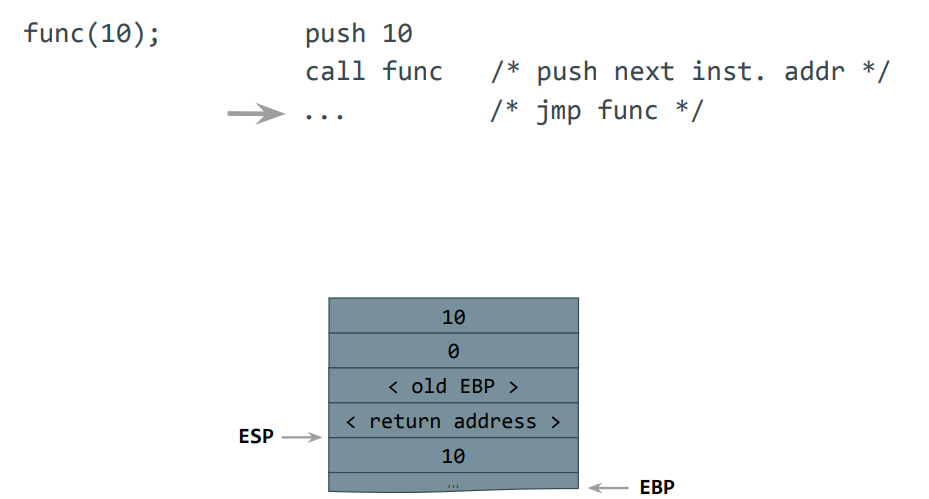 func(10); push 10
call func /* push next inst. addr */
... /* jmp func */
10
0
< old EBP >
< return address >
ESP
10
...
EBP